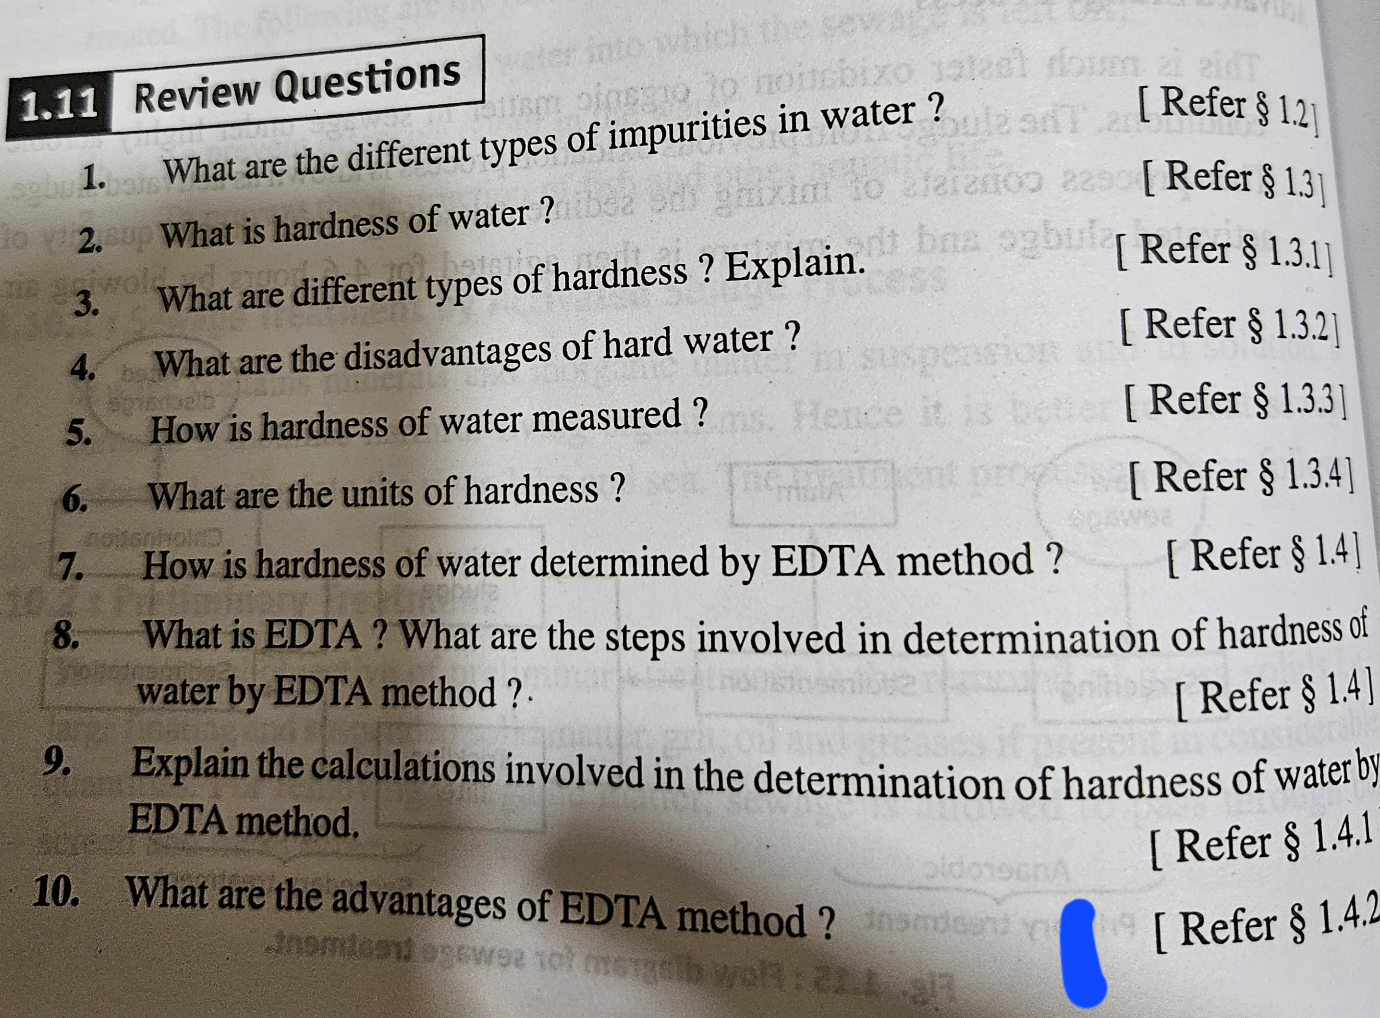 1.11 Review Questions
1. What are the different types of impurities in water ? [ Refer § 1.2]
2. What is hardness of water ? [ Refer § 1.3]
3. What are different types of hardness ? Explain. [ Refer § 1.3.1]
4. What are the disadvantages of hard water ? [ Refer § 1.3.2]
5. How is hardness of water measured ? [ Refer § 1.3.3]
6. What are the units of hardness ? [ Refer § 1.3.4]
7. How is hardness of water determined by EDTA method ? [ Refer § 1.4]
8. What is EDTA ? What are the steps involved in determination of hardness of
water by EDTA method ?. [ Refer § 1.4]
9. Explain the calculations involved in the determination of hardness of water by
EDTA method. [ Refer § 1.4.1
10. What are the advantages of EDTA method ? [ Refer § 1.4.2